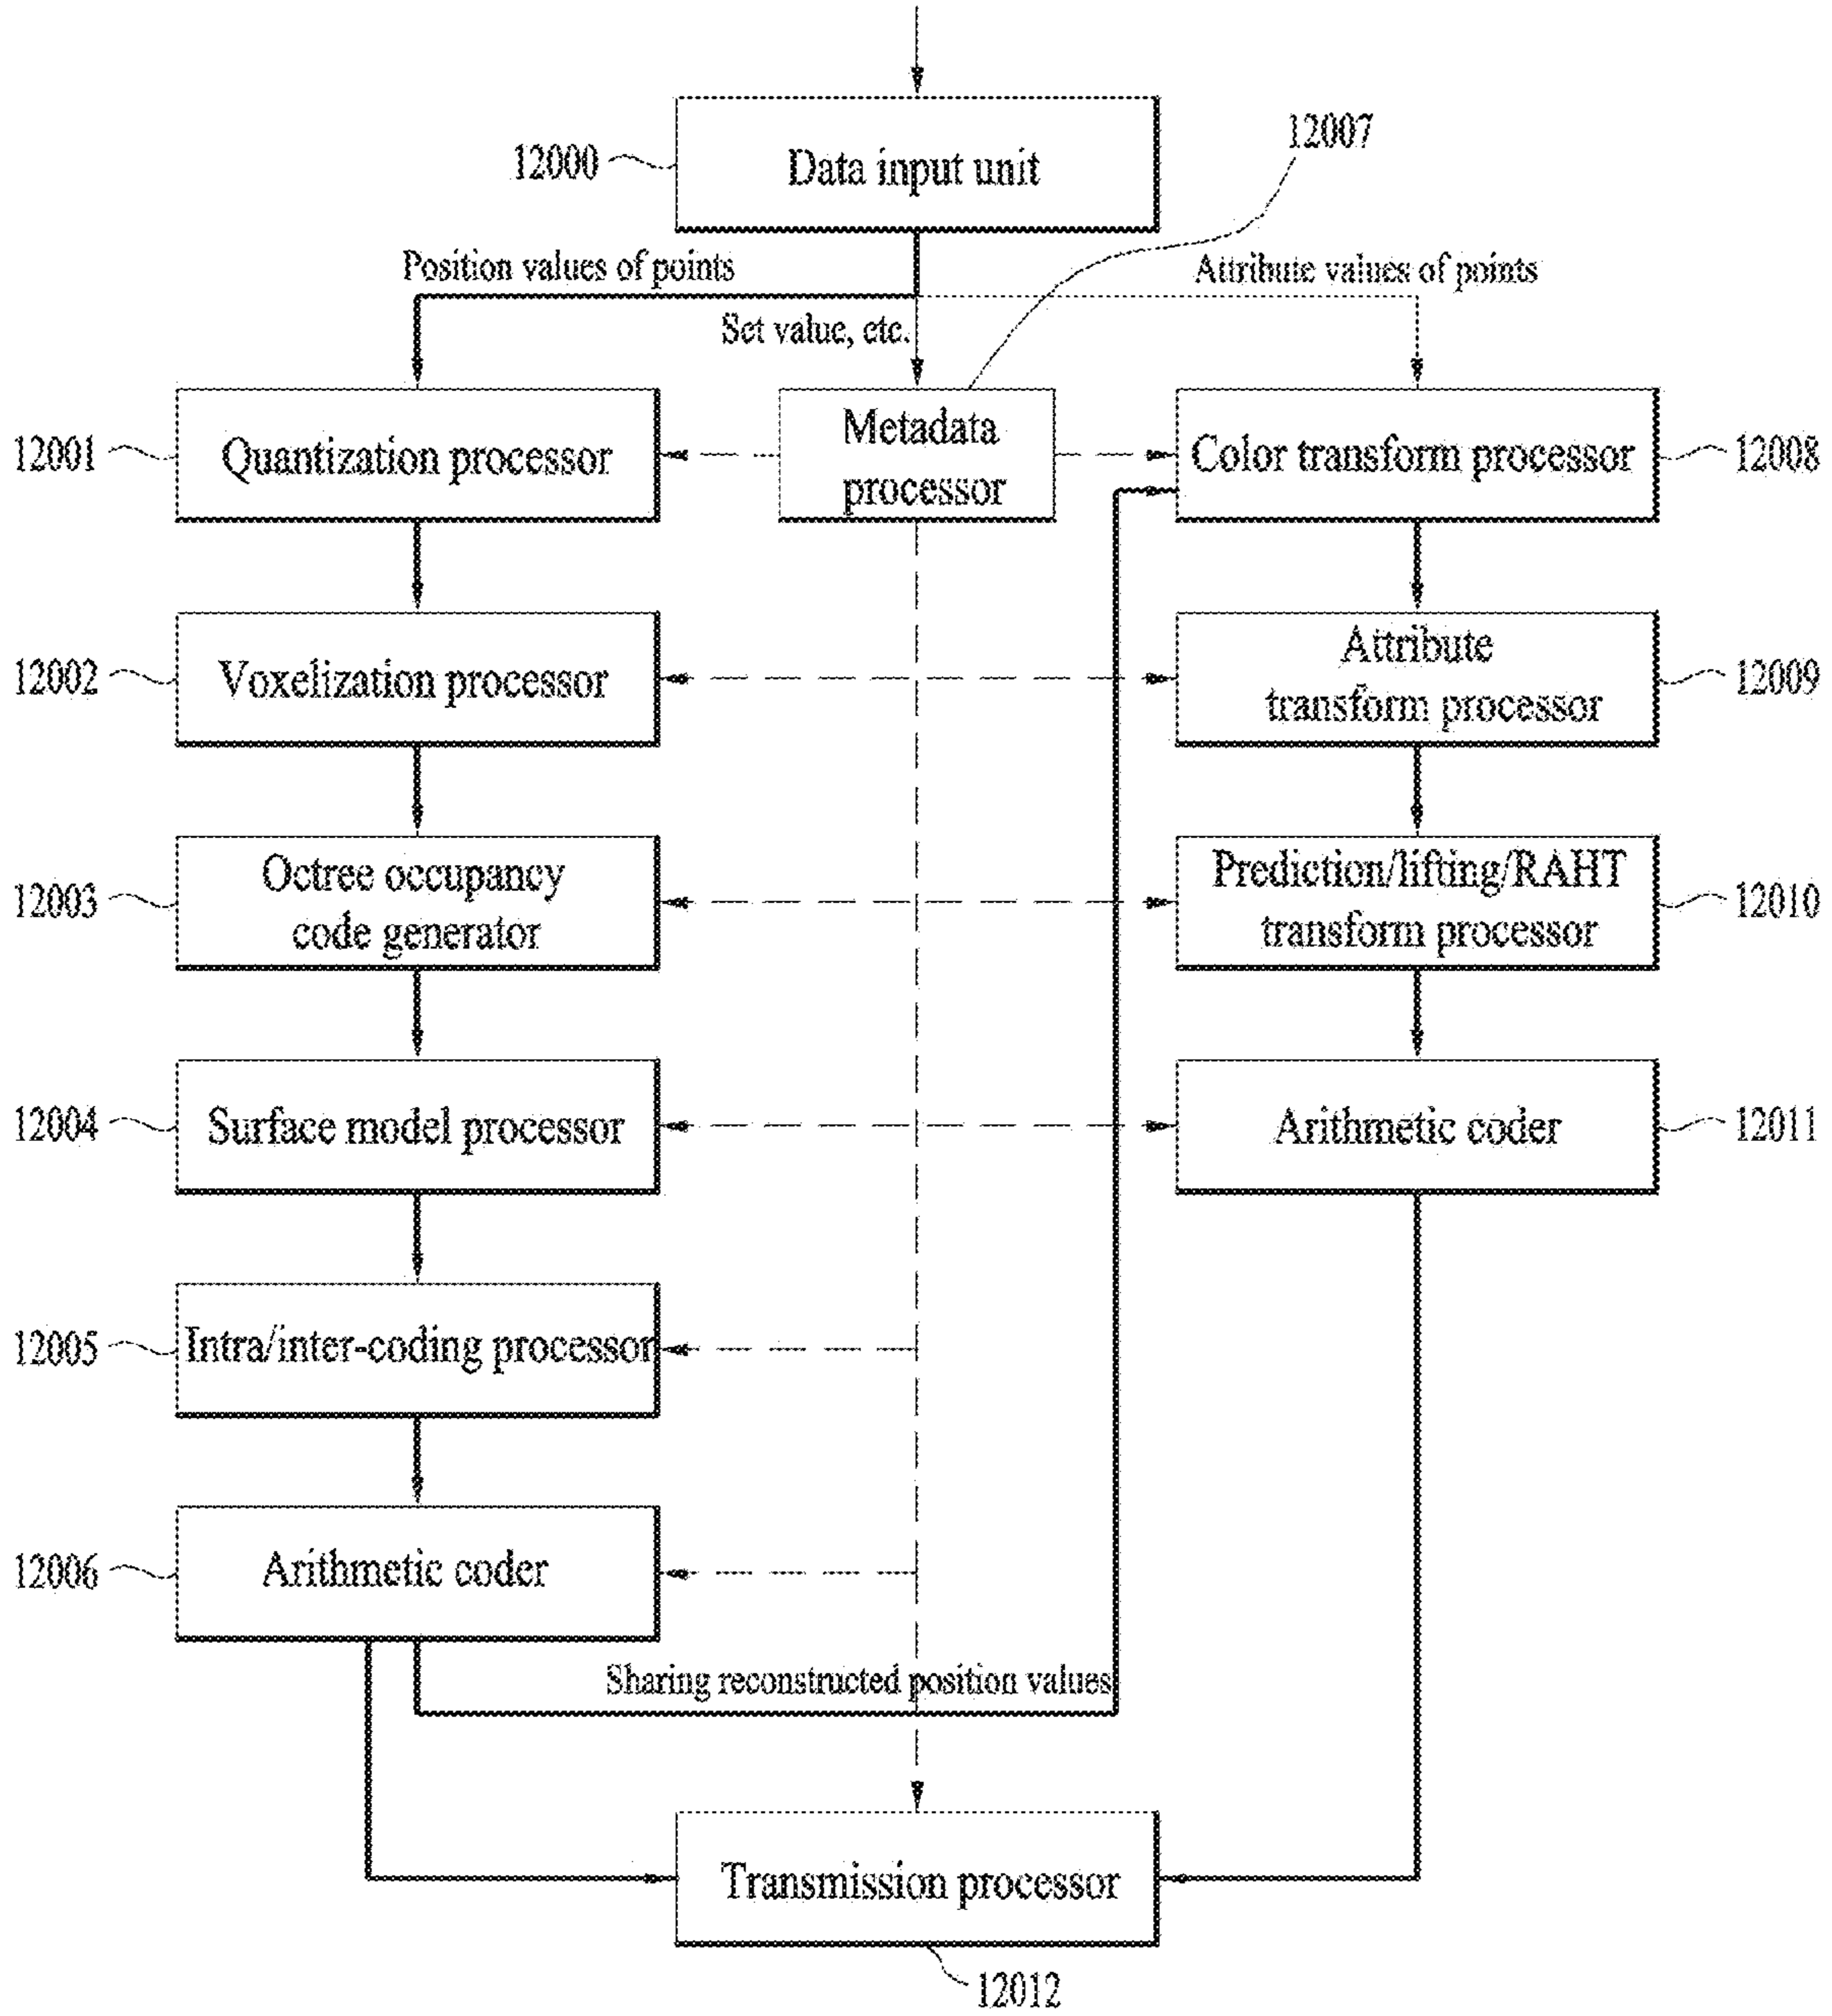 12000
Data input unit
12007
Position values of points
Attribute values of points
Set value, etc.
12001
Quantization processor
Metadata
processor
Color transform processor
12008
12002
Voxelization processor
Attribute
transform processor
12009
12003
Octree occupancy
code generator
Prediction/lifting/RAHT
transform processor
12010
12004
Surface model processor
Arithmetic coder
12011
12005
Intra/inter-coding processor
12006
Arithmetic coder
Sharing reconstructed position values
Transmission processor
12012